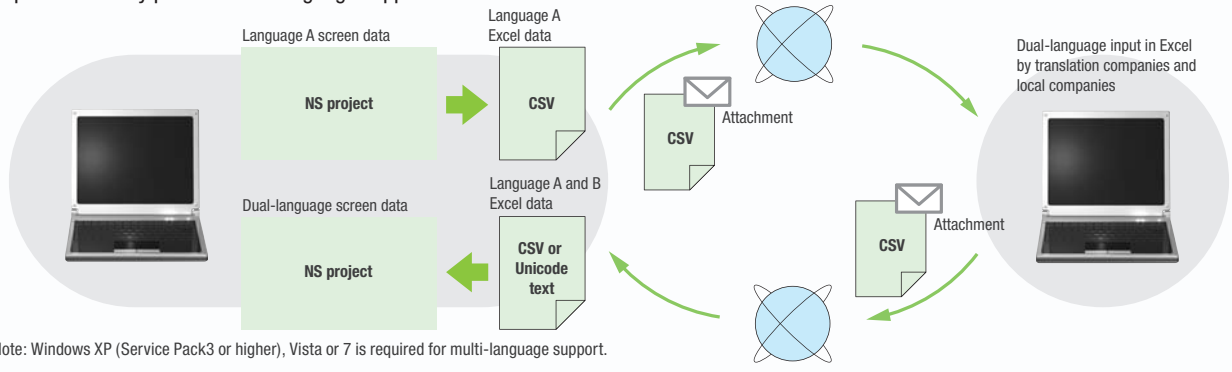 Language A screen data
NS project
Language A
Excel data
CSV
CSV
Attachment
Dual-language input in Excel
by translation companies and
local companies
Dual-language screen data
NS project
Language A and B
Excel data
CSV or
Unicode
text
CSV
Attachment
Note: Windows XP (Service Pack3 or higher), Vista or 7 is required for multi-language support.